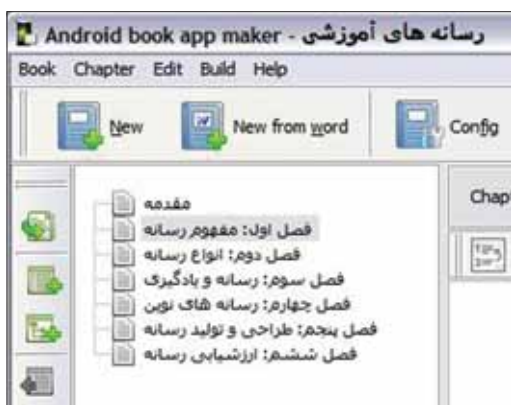 Android book app maker - رسانه های آموزشی
Book Chapter Edit Build Help
New New from word Config
Chap
مقدمه
فصل اول: مفهوم رسانه
فصل دوم: انواع رسانه
فصل سوم: رسانه و یادگیری
فصل چهارم: رسانه های نوین
فصل پنجم: طراحی و تولید رسانه
فصل ششم: ارزشیابی رسانه